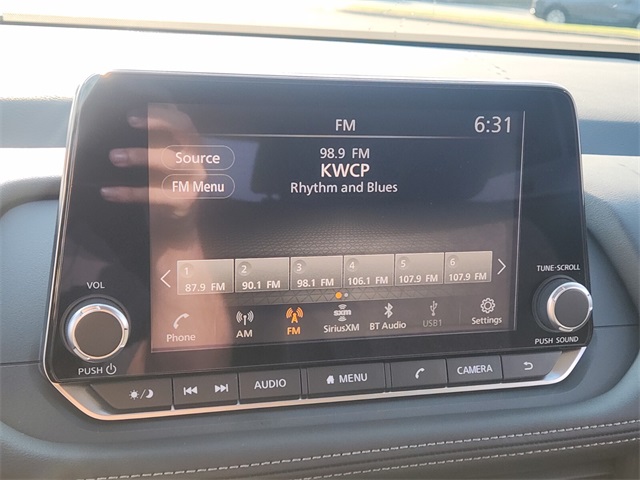 FM
6:31
Source
98.9 FM
KWCP
FM Menu
Rhythm and Blues
1 2 3 4 5 6
87.9 FM 90.1 FM 98.1 FM 106.1 FM 107.9 FM 107.9 FM
Phone AM FM SiriusXM BT Audio USB1 Settings
sxm
VOL
PUSH
TUNE·SCROLL
PUSH SOUND
AUDIO MENU CAMERA